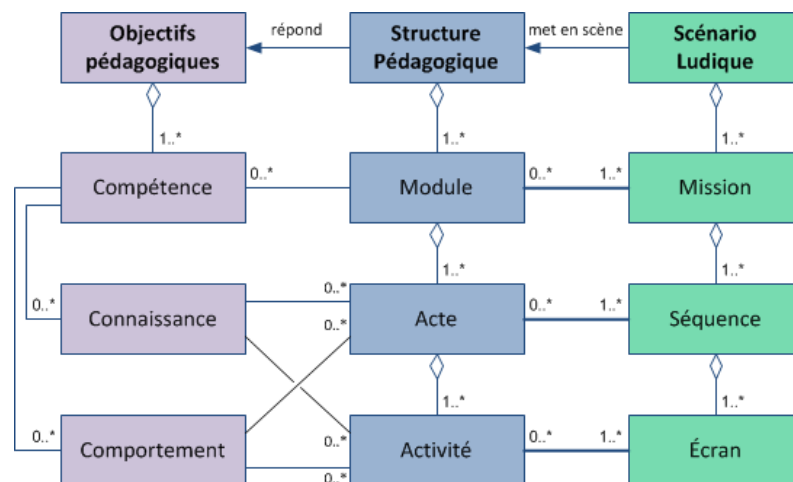 Objectifs
pédagogiques
répond
Structure
Pédagogique
met en scène
Scénario
Ludique
1..*
1..*
1..*
Compétence
0..*
Module
0..*
1..*
Mission
1..*
1..*
0..*
Connaissance
0..*
0..*
Acte
0..*
1..*
Séquence
1..*
1..*
0..*
Comportement
0..*
0..*
Activité
0..*
1..*
Écran